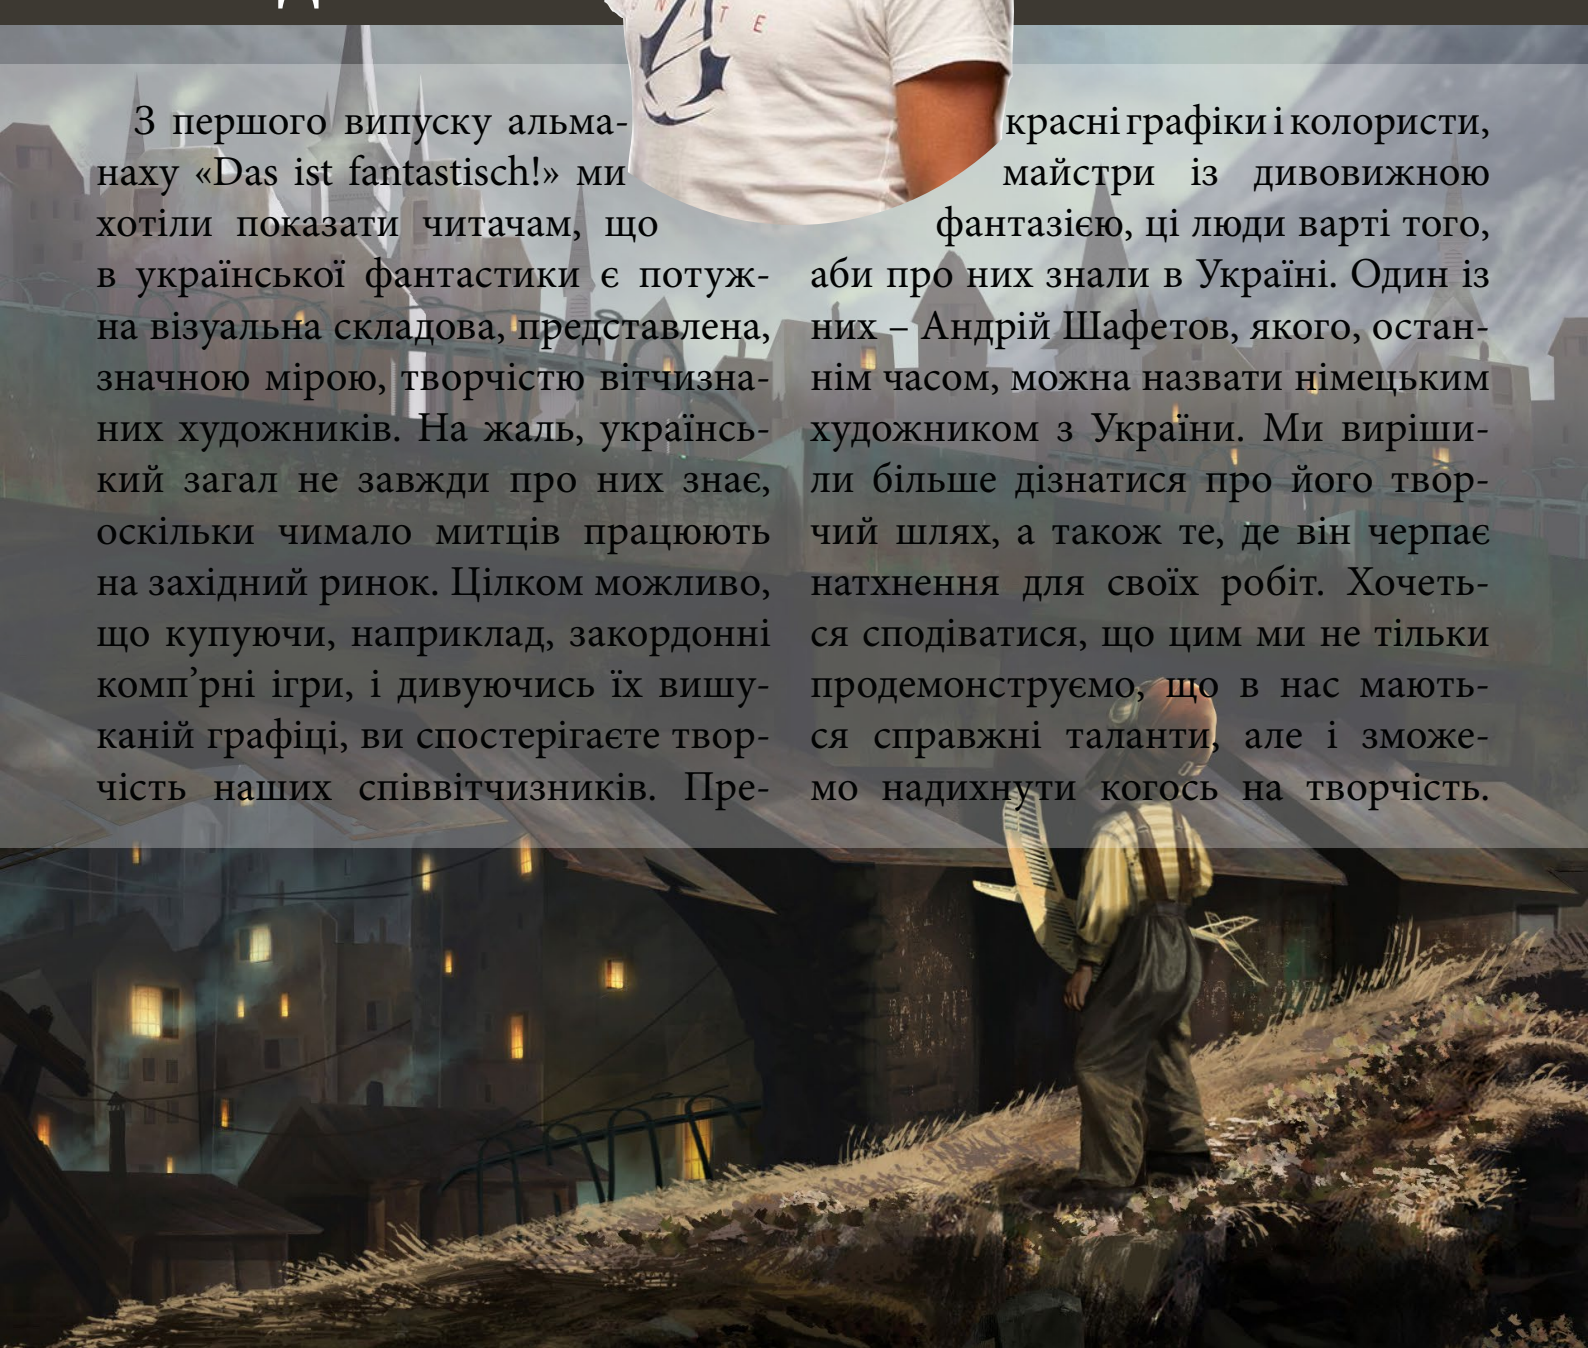 N I T E
З першого випуску альма-
наху «Das ist fantastisch!» ми
хотіли показати читачам, що
в української фантастики є потуж-
на візуальна складова, представлена,
значною мірою, творчістю вітчизна-
них художників. На жаль, українсь-
кий загал не завжди про них знає,
оскільки чимало митців працюють
на західний ринок. Цілком можливо,
що купуючи, наприклад, закордонні
комп’рні ігри, і дивуючись їх вишу-
каній графіці, ви спостерігаєте твор-
чість наших співвітчизників. Пре-
красні графіки і колористи,
майстри із дивовижною
фантазією, ці люди варті того,
аби про них знали в Україні. Один із
них – Андрій Шафетов, якого, остан-
нім часом, можна назвати німецьким
художником з України. Ми виріши-
ли більше дізнатися про його твор-
чий шлях, а також те, де він черпає
натхнення для своїх робіт. Хочеть-
ся сподіватися, що цим ми не тільки
продемонструємо, що в нас мають-
ся справжні таланти, але і зможе-
мо надихнути когось на творчість.